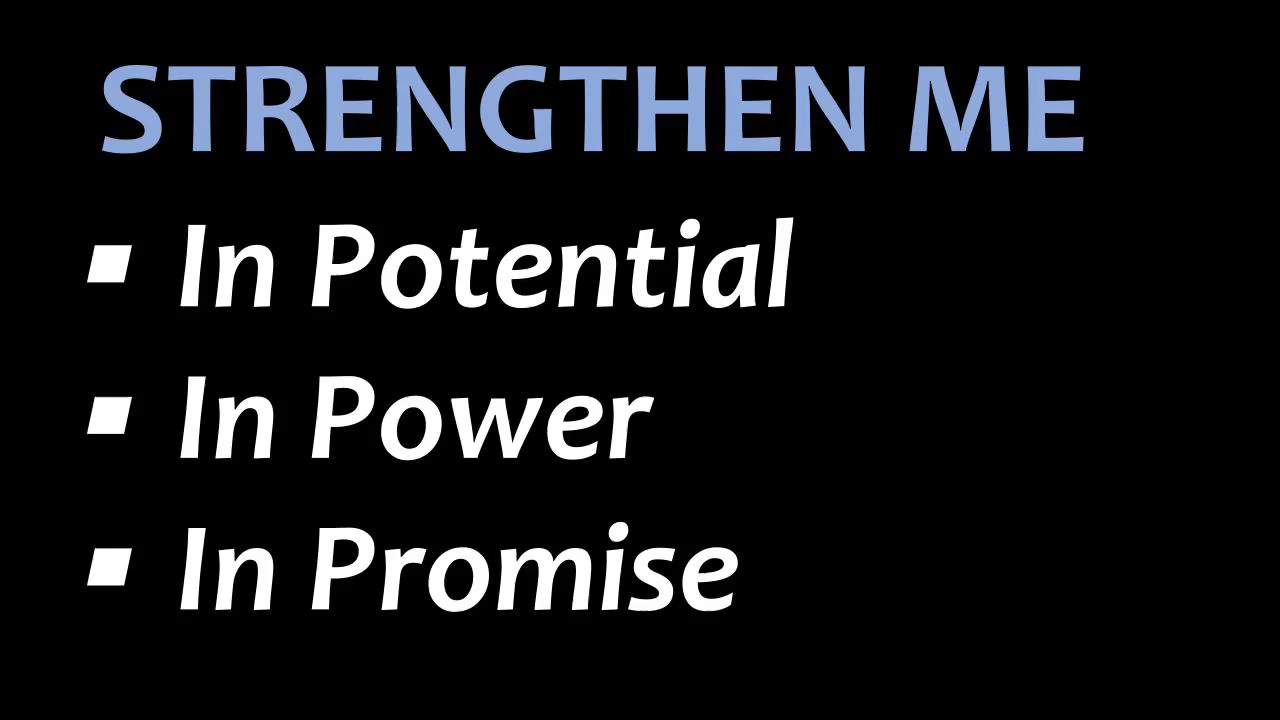 STRENGTHEN ME
▪ In Potential
▪ In Power
▪ In Promise